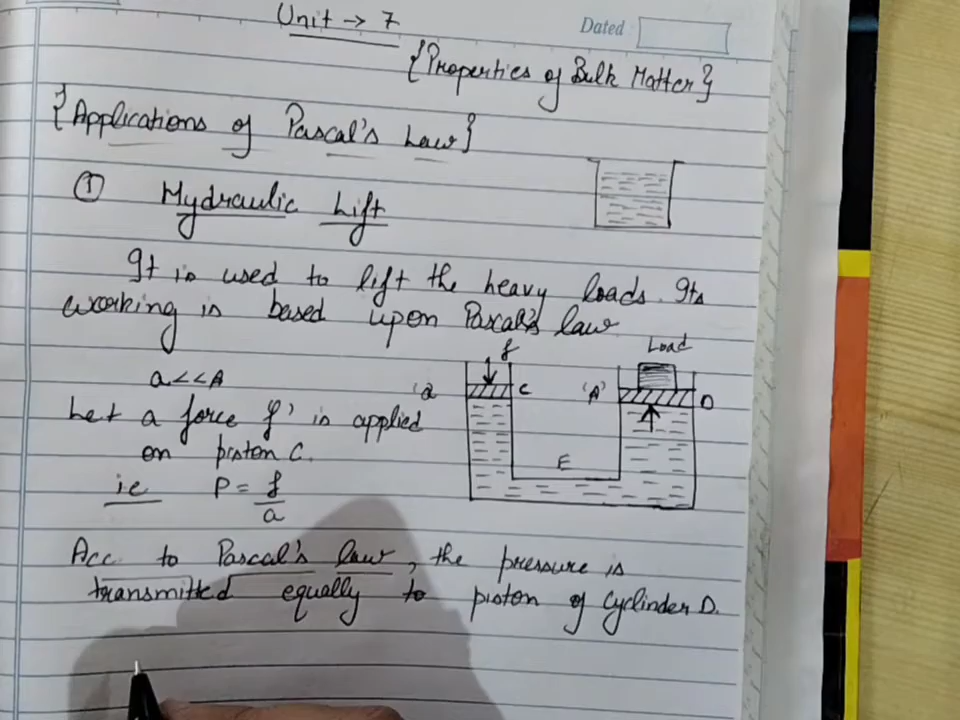 Unit → 7
Dated
{Properties of Bulk Matter}
{Applications of Pascal's Law}
① Hydraulic Lift
It is used to lift the heavy loads. Its
working is based upon Pascal's law
a<<A
Let a force 'f' is applied
on piston C.
ie P = f/a
f
Load
'a
C
'A'
D
E
Acc. to Pascal's law, the pressure is
transmitted equally to piston of Cyclinder D.